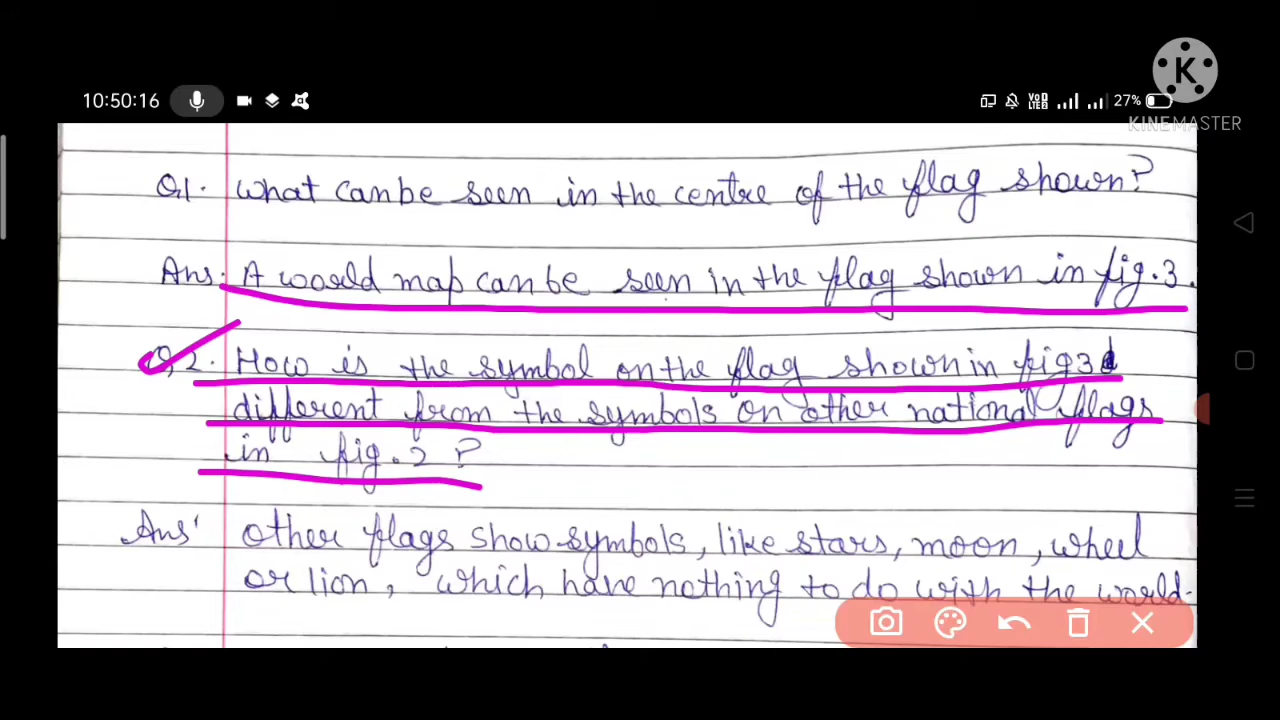 10:50:16
VoD LTE2
27%
KINEMASTER
Q1. What can be seen in the centre of the flag shown?
Ans. A world map can be seen in the flag shown in fig.3.
Q2. How is the symbol on the flag shown in fig3
different from the symbols on other national flags
in fig.2?
Ans' other flags show symbols, like stars, moon, wheel
or lion, which have nothing to do with the world.